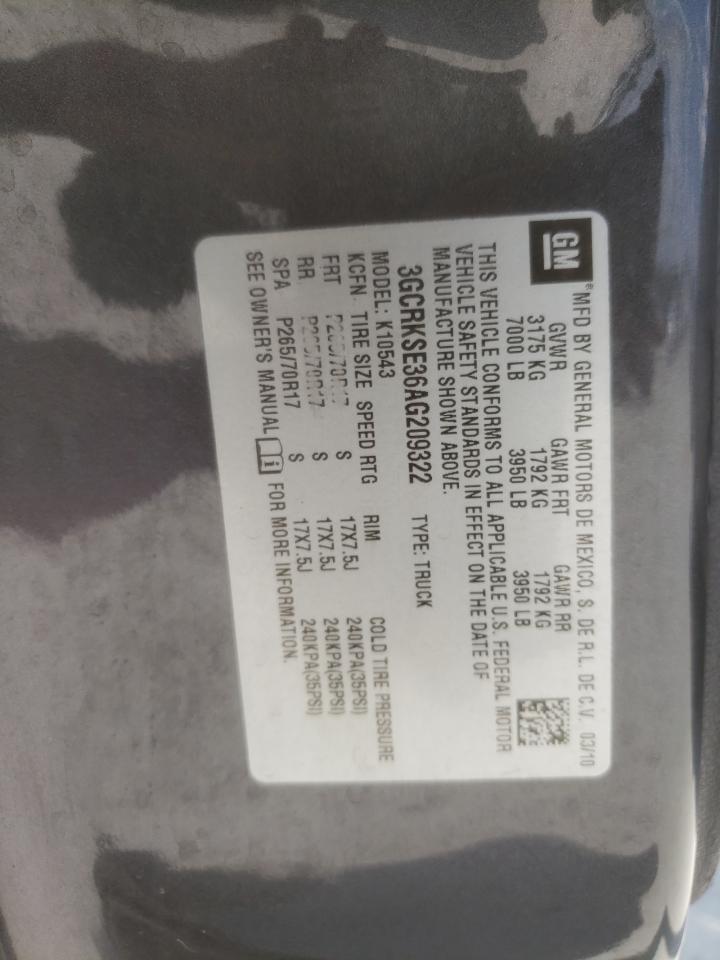 GM ® MFD BY GENERAL MOTORS DE MEXICO, S. DE R.L. DE C.V. 03/10
GVWR GAWR FRT GAWR RR
3175 KG 1792 KG 1792 KG
7000 LB 3950 LB 3950 LB
THIS VEHICLE CONFORMS TO ALL APPLICABLE U.S. FEDERAL MOTOR
VEHICLE SAFETY STANDARDS IN EFFECT ON THE DATE OF
MANUFACTURE SHOWN ABOVE.
3GCRKSE36AG209322 TYPE: TRUCK
MODEL: K10543
KCFN TIRE SIZE SPEED RTG RIM COLD TIRE PRESSURE
FRT P265/70R17 S 17X7.5J 240KPA(35PSI)
RR P265/70R17 S 17X7.5J 240KPA(35PSI)
SPA P265/70R17 S 17X7.5J 240KPA(35PSI)
SEE OWNER'S MANUAL i FOR MORE INFORMATION.